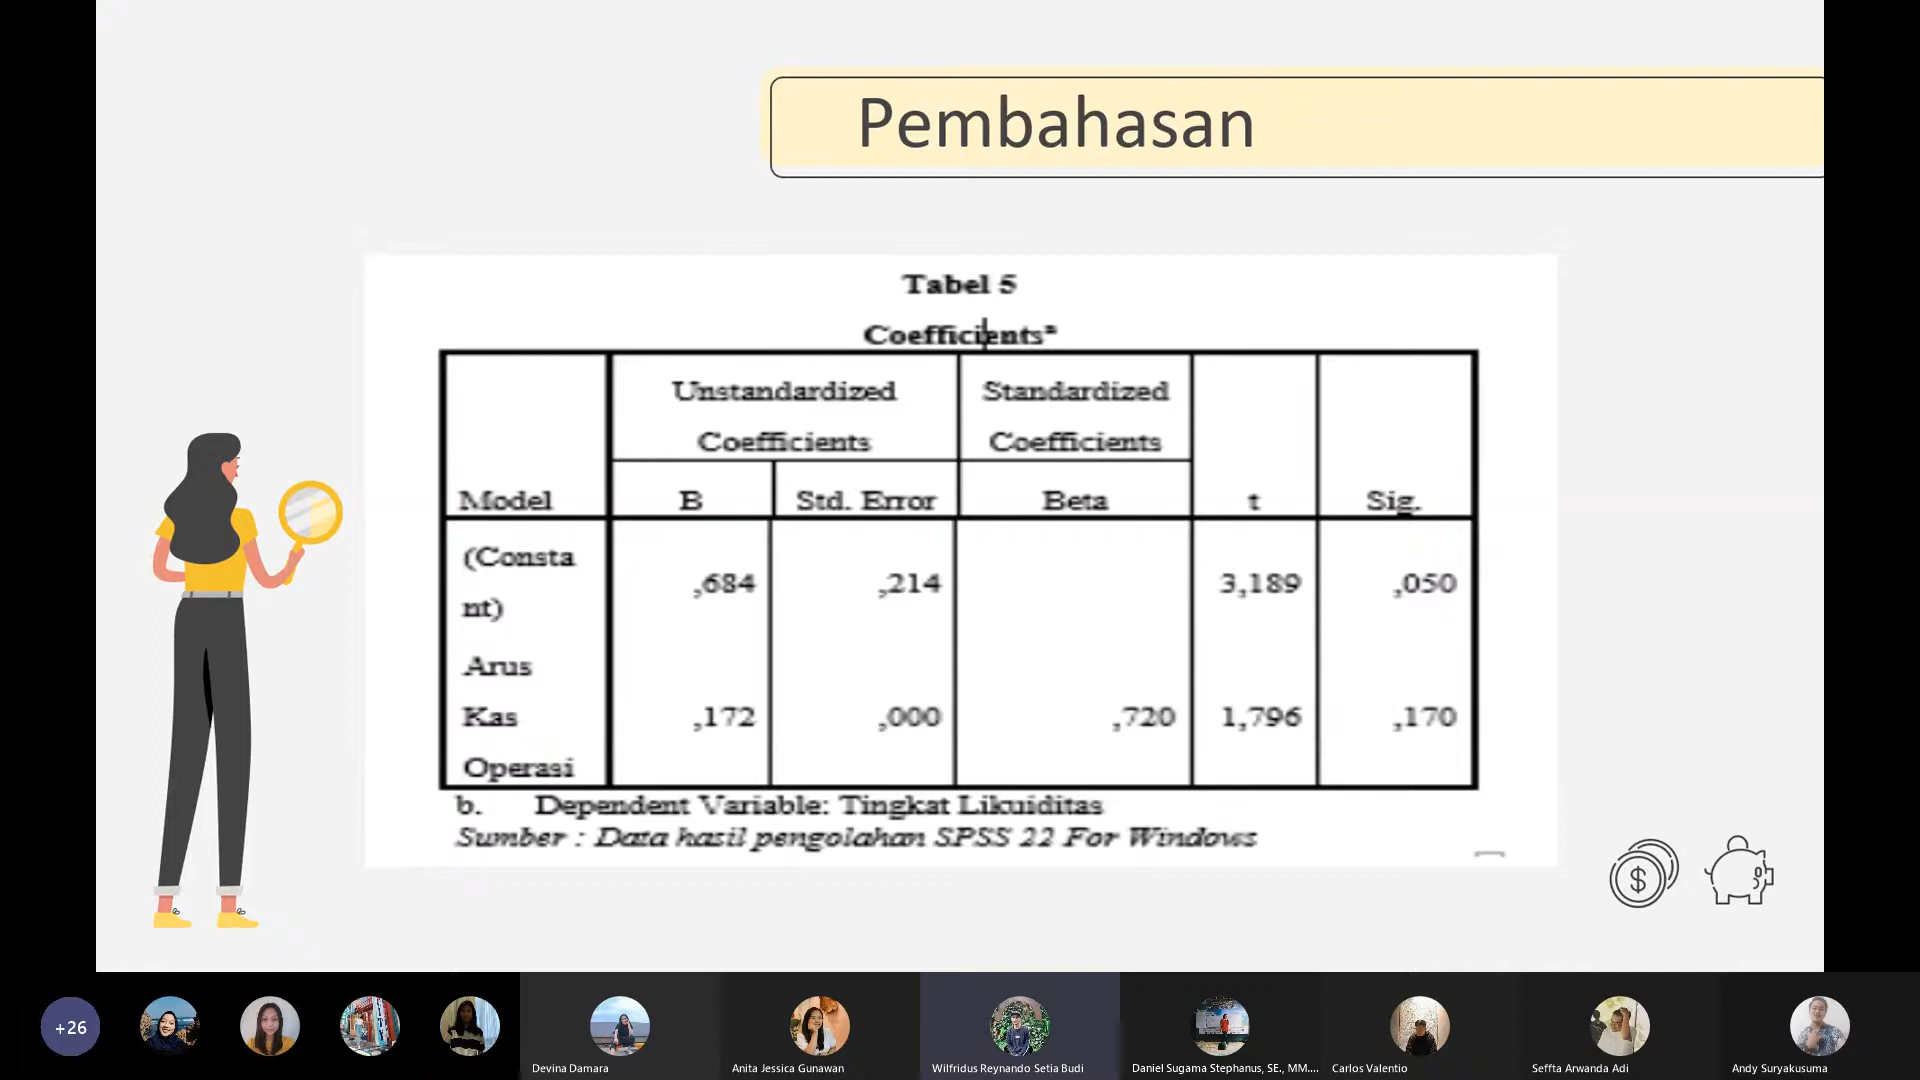 Pembahasan
Tabel 5
Coefficientsᵃ
Unstandardized Coefficients
Standardized Coefficients
Model B Std. Error Beta t Sig.
(Consta
nt) ,684 ,214 3,189 ,050
Arus
Kas ,172 ,000 ,720 1,796 ,170
Operasi
b. Dependent Variable: Tingkat Likuiditas
Sumber : Data hasil pengolahan SPSS 22 For Windows
$
+26
Devina Damara
Anita Jessica Gunawan
Wilfridus Reynando Setia Budi
Daniel Sugama Stephanus, SE., MM....
Carlos Valentio
Seffta Arwanda Adi
Andy Suryakusuma